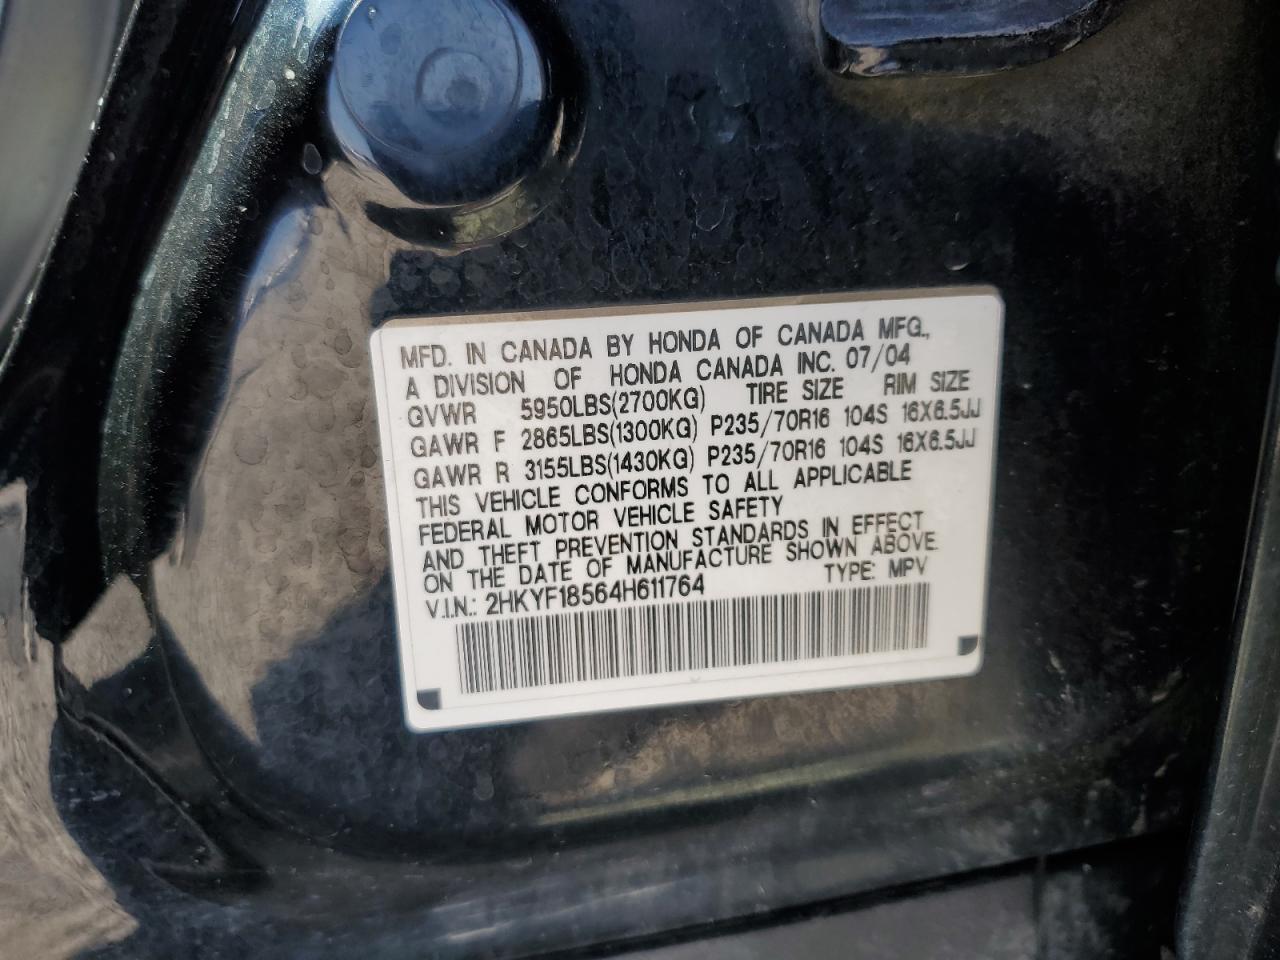 MFD. IN CANADA BY HONDA OF CANADA MFG.,
A DIVISION OF HONDA CANADA INC. 07/04
GVWR 5950LBS(2700KG) TIRE SIZE RIM SIZE
GAWR F 2865LBS(1300KG) P235/70R16 104S 16X6.5JJ
GAWR R 3155LBS(1430KG) P235/70R16 104S 16X6.5JJ
THIS VEHICLE CONFORMS TO ALL APPLICABLE
FEDERAL MOTOR VEHICLE SAFETY
AND THEFT PREVENTION STANDARDS IN EFFECT
ON THE DATE OF MANUFACTURE SHOWN ABOVE.
V.I.N.: 2HKYF18564H611764 TYPE: MPV